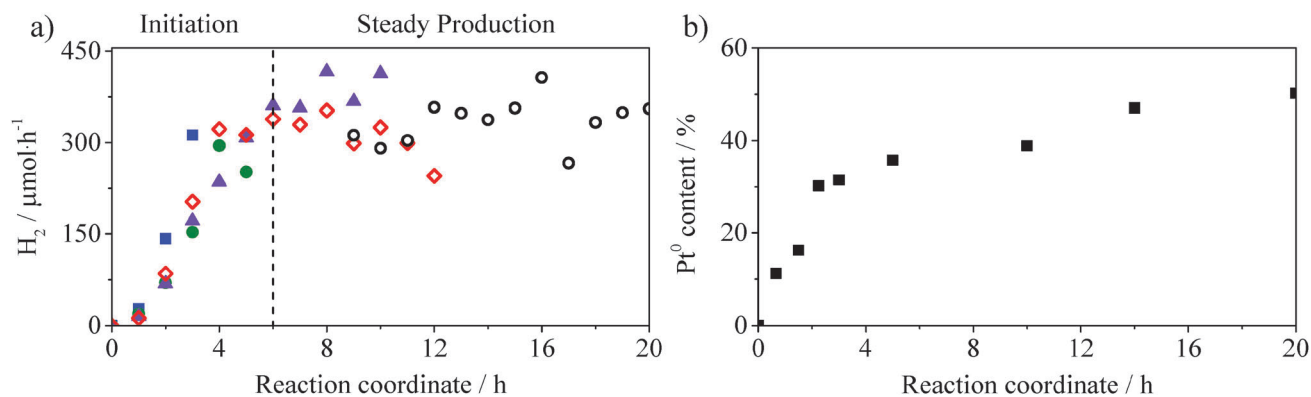 a)
Initiation
Steady Production
450
300
150
0
H₂ / μmol·h⁻¹
0 4 8 12 16 20
Reaction coordinate / h
b)
60
40
20
0
Pt⁰ content / %
0 4 8 12 16 20
Reaction coordinate / h